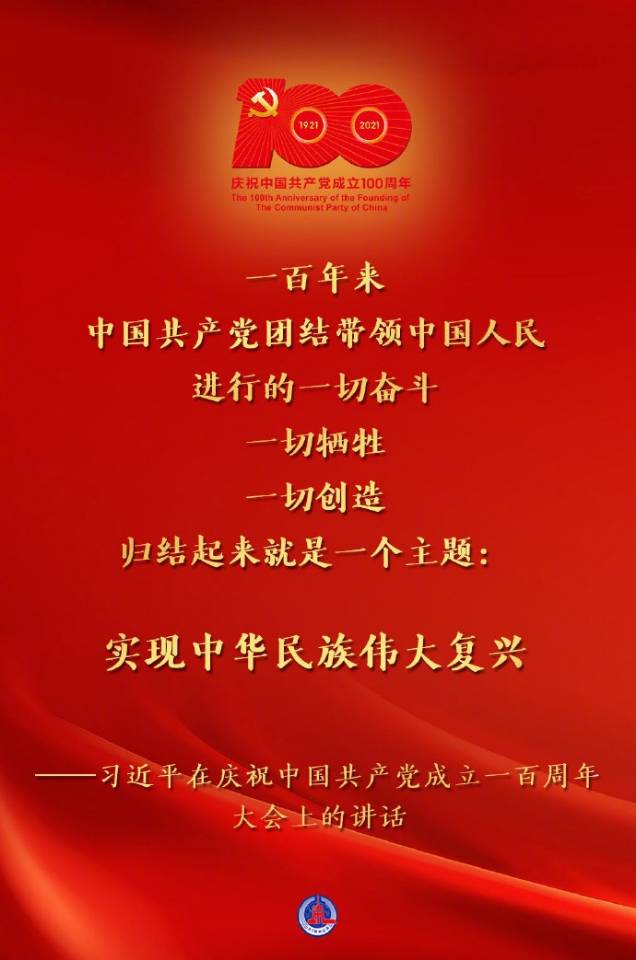 1921
2021
庆祝中国共产党成立100周年
The 100th Anniversary of the Founding of
The Communist Party of China
一百年来
中国共产党团结带领中国人民
进行的一切奋斗
一切牺牲
一切创造
归结起来就是一个主题：
实现中华民族伟大复兴
——习近平在庆祝中国共产党成立一百周年
大会上的讲话